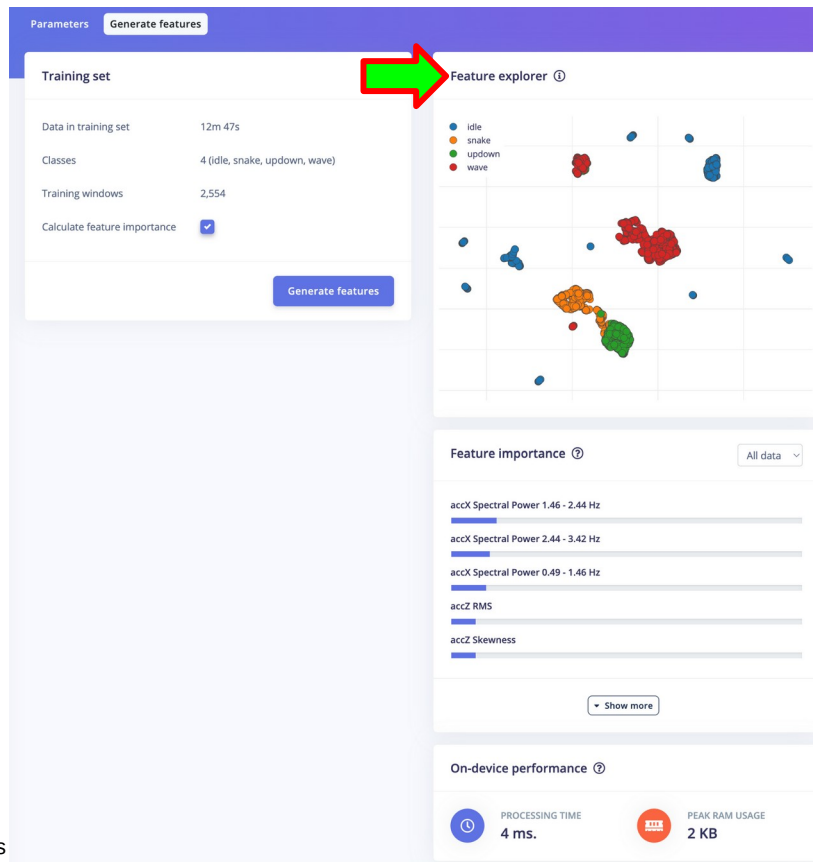 Parameters Generate features
Training set
Data in training set 12m 47s
Classes 4 (idle, snake, updown, wave)
Training windows 2,554
Calculate feature importance
Generate features
Feature explorer
idle
snake
updown
wave
Feature importance
All data
accX Spectral Power 1.46 - 2.44 Hz
accX Spectral Power 2.44 - 3.42 Hz
accX Spectral Power 0.49 - 1.46 Hz
accZ RMS
accZ Skewness
Show more
On-device performance
PROCESSING TIME
4 ms.
PEAK RAM USAGE
2 KB
s